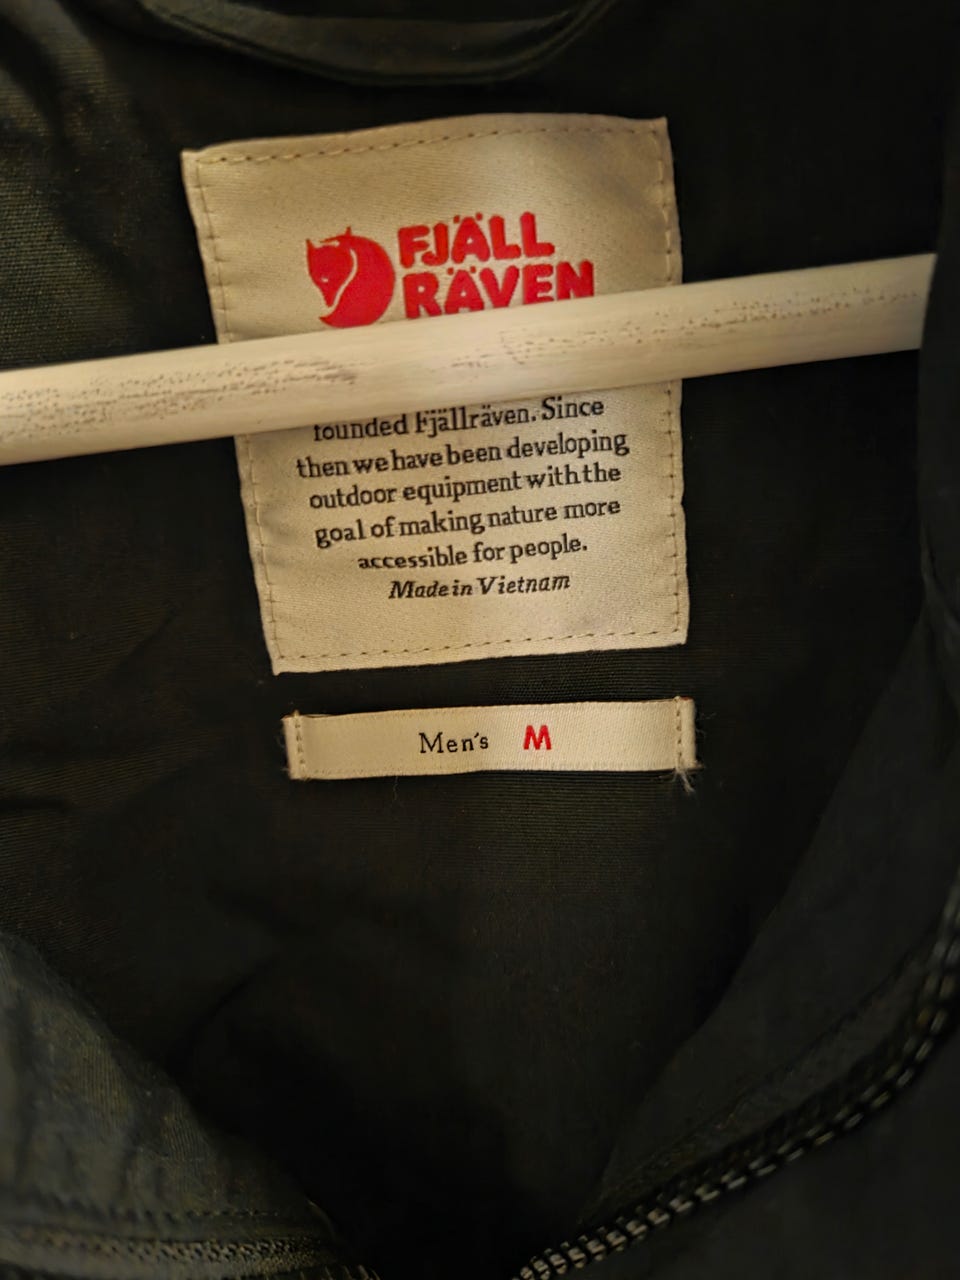 FJÄLL
RÄVEN
founded Fjällräven. Since
then we have been developing
outdoor equipment with the
goal of making nature more
accessible for people.
Made in Vietnam
Men's M